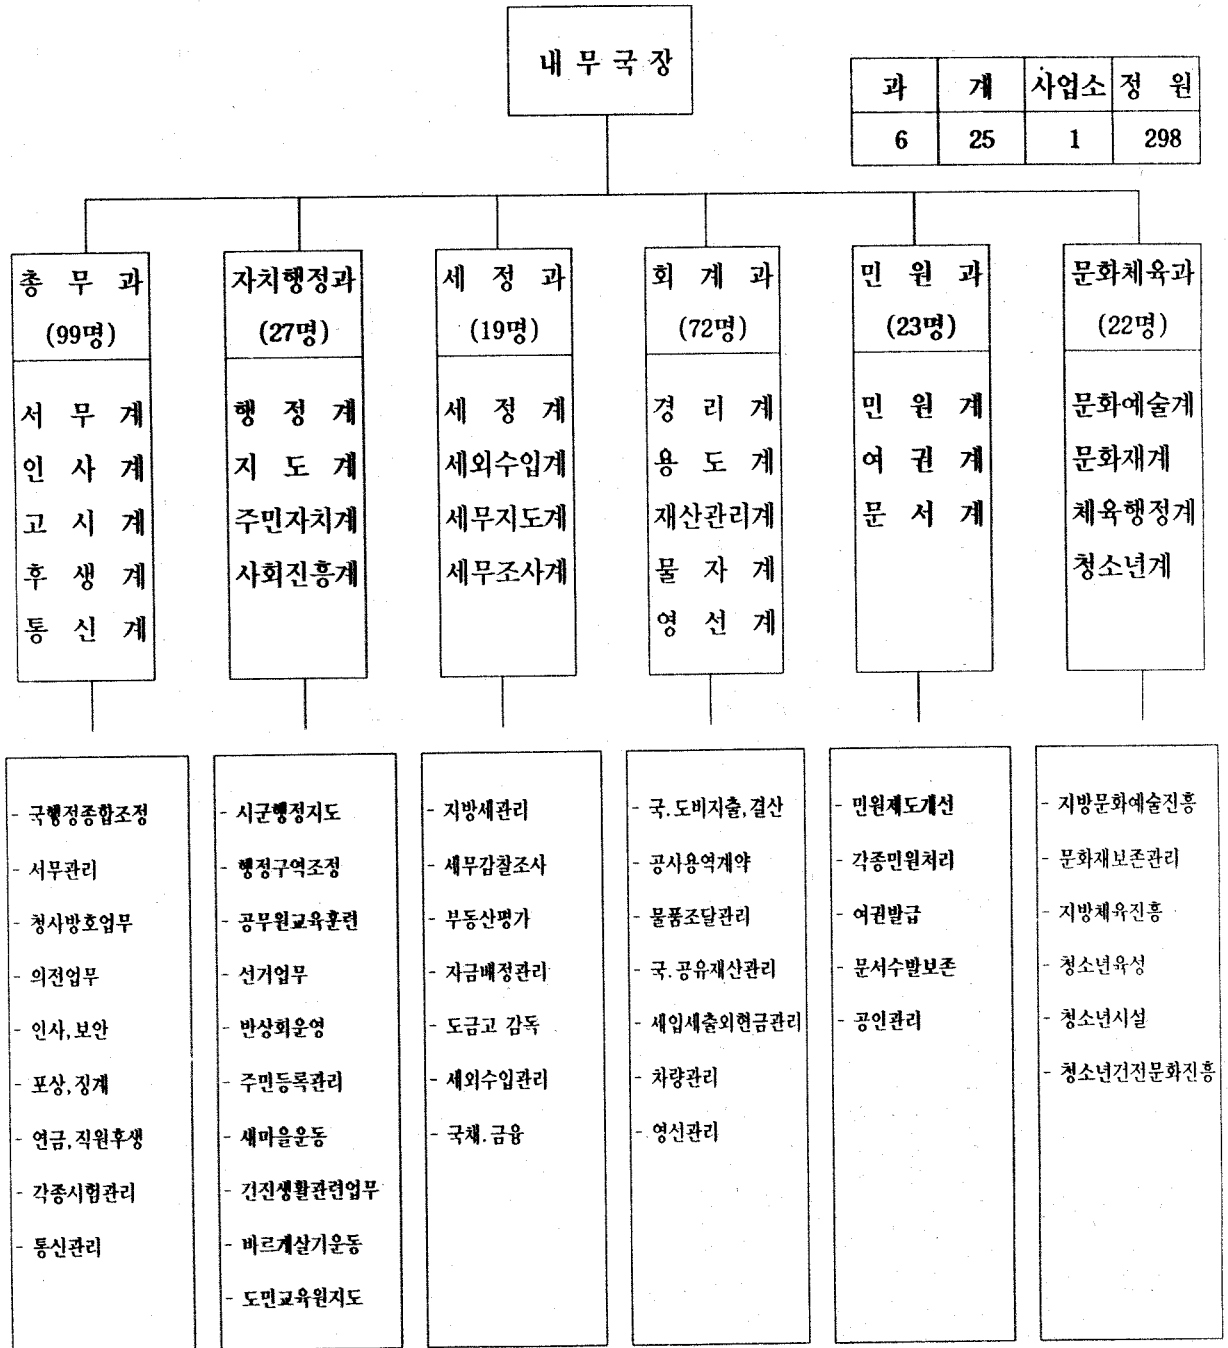 내 무 국 장
과 계 사업소 정 원
6 25 1 298
총 무 과
(99명)
서 무 계
인 사 계
고 시 계
후 생 계
통 신 계
자치행정과
(27명)
행 정 계
지 도 계
주민자치계
사회진흥계
세 정 과
(19명)
세 정 계
세외수입계
세무지도계
세무조사계
회 계 과
(72명)
경 리 계
용 도 계
재산관리계
물 자 계
영 선 계
민 원 과
(23명)
민 원 계
여 권 계
문 서 계
문화체육과
(22명)
문화예술계
문화재계
체육행정계
청소년계
- 국행정종합조정
- 서무관리
- 청사방호업무
- 의전업무
- 인사,보안
- 포상,징계
- 연금,직원후생
- 각종시험관리
- 통신관리
- 시군행정지도
- 행정구역조정
- 공무원교육훈련
- 선거업무
- 반상회운영
- 주민등록관리
- 새마을운동
- 건전생활관련업무
- 바르게살기운동
- 도민교육원지도
- 지방세관리
- 세무감찰조사
- 부동산평가
- 자금배정관리
- 도금고 감독
- 세외수입관리
- 국채.금융
- 국.도비지출,결산
- 공사용역계약
- 물품조달관리
- 국.공유재산관리
- 세입세출외현금관리
- 차량관리
- 영선관리
- 민원제도개선
- 각종민원처리
- 여권발급
- 문서수발보존
- 공인관리
- 지방문화예술진흥
- 문화재보존관리
- 지방체육진흥
- 청소년육성
- 청소년시설
- 청소년건전문화진흥